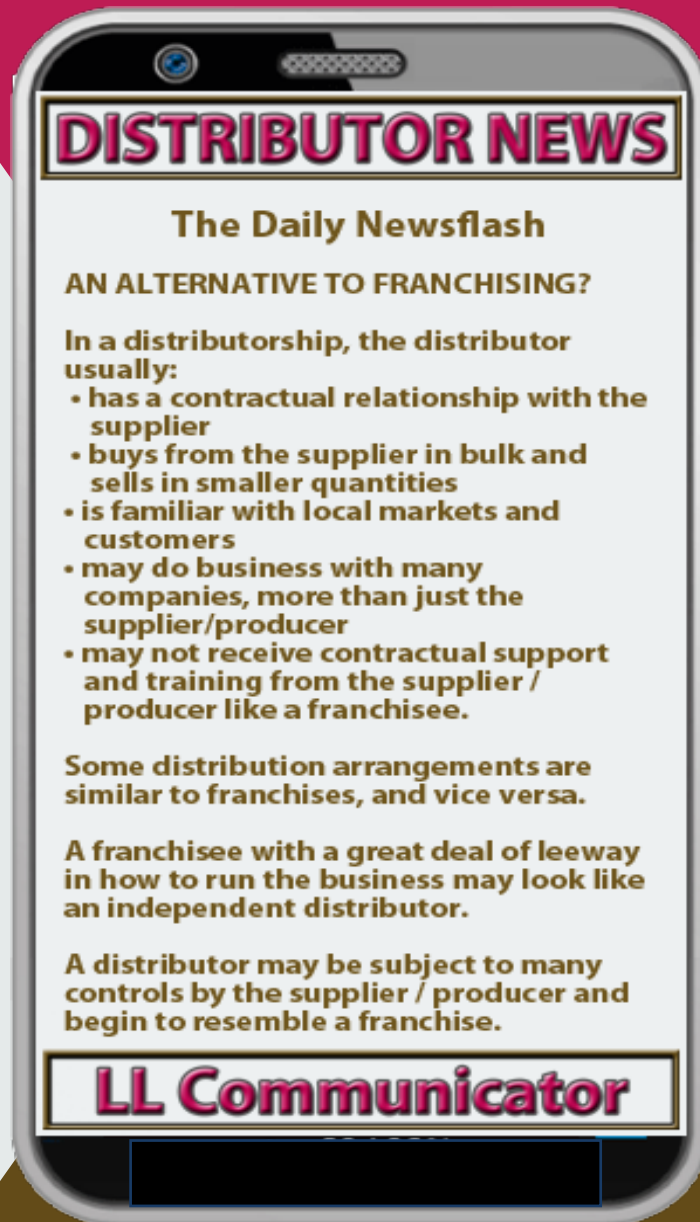 DISTRIBUTOR NEWS
The Daily Newsflash
AN ALTERNATIVE TO FRANCHISING?
In a distributorship, the distributor
usually:
• has a contractual relationship with the
supplier
• buys from the supplier in bulk and
sells in smaller quantities
• is familiar with local markets and
customers
• may do business with many
companies, more than just the
supplier/producer
• may not receive contractual support
and training from the supplier /
producer like a franchisee.
Some distribution arrangements are
similar to franchises, and vice versa.
A franchisee with a great deal of leeway
in how to run the business may look like
an independent distributor.
A distributor may be subject to many
controls by the supplier / producer and
begin to resemble a franchise.
LL Communicator